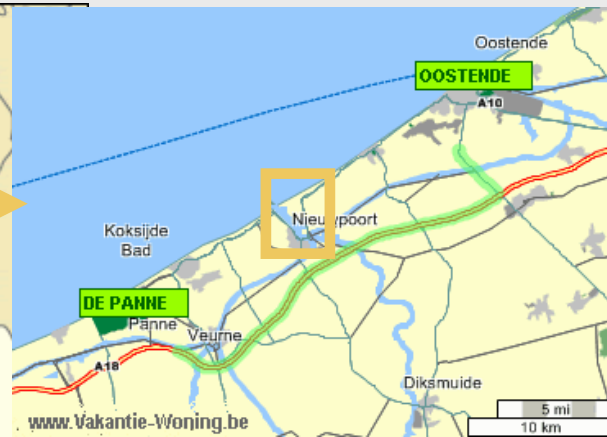 Oostende
OOSTENDE
A10
Nieuwpoort
Koksijde
Bad
DE PANNE
Panne
Veurne
A18
Diksmuide
5 mi
10 km
www.Vakantie-Woning.be